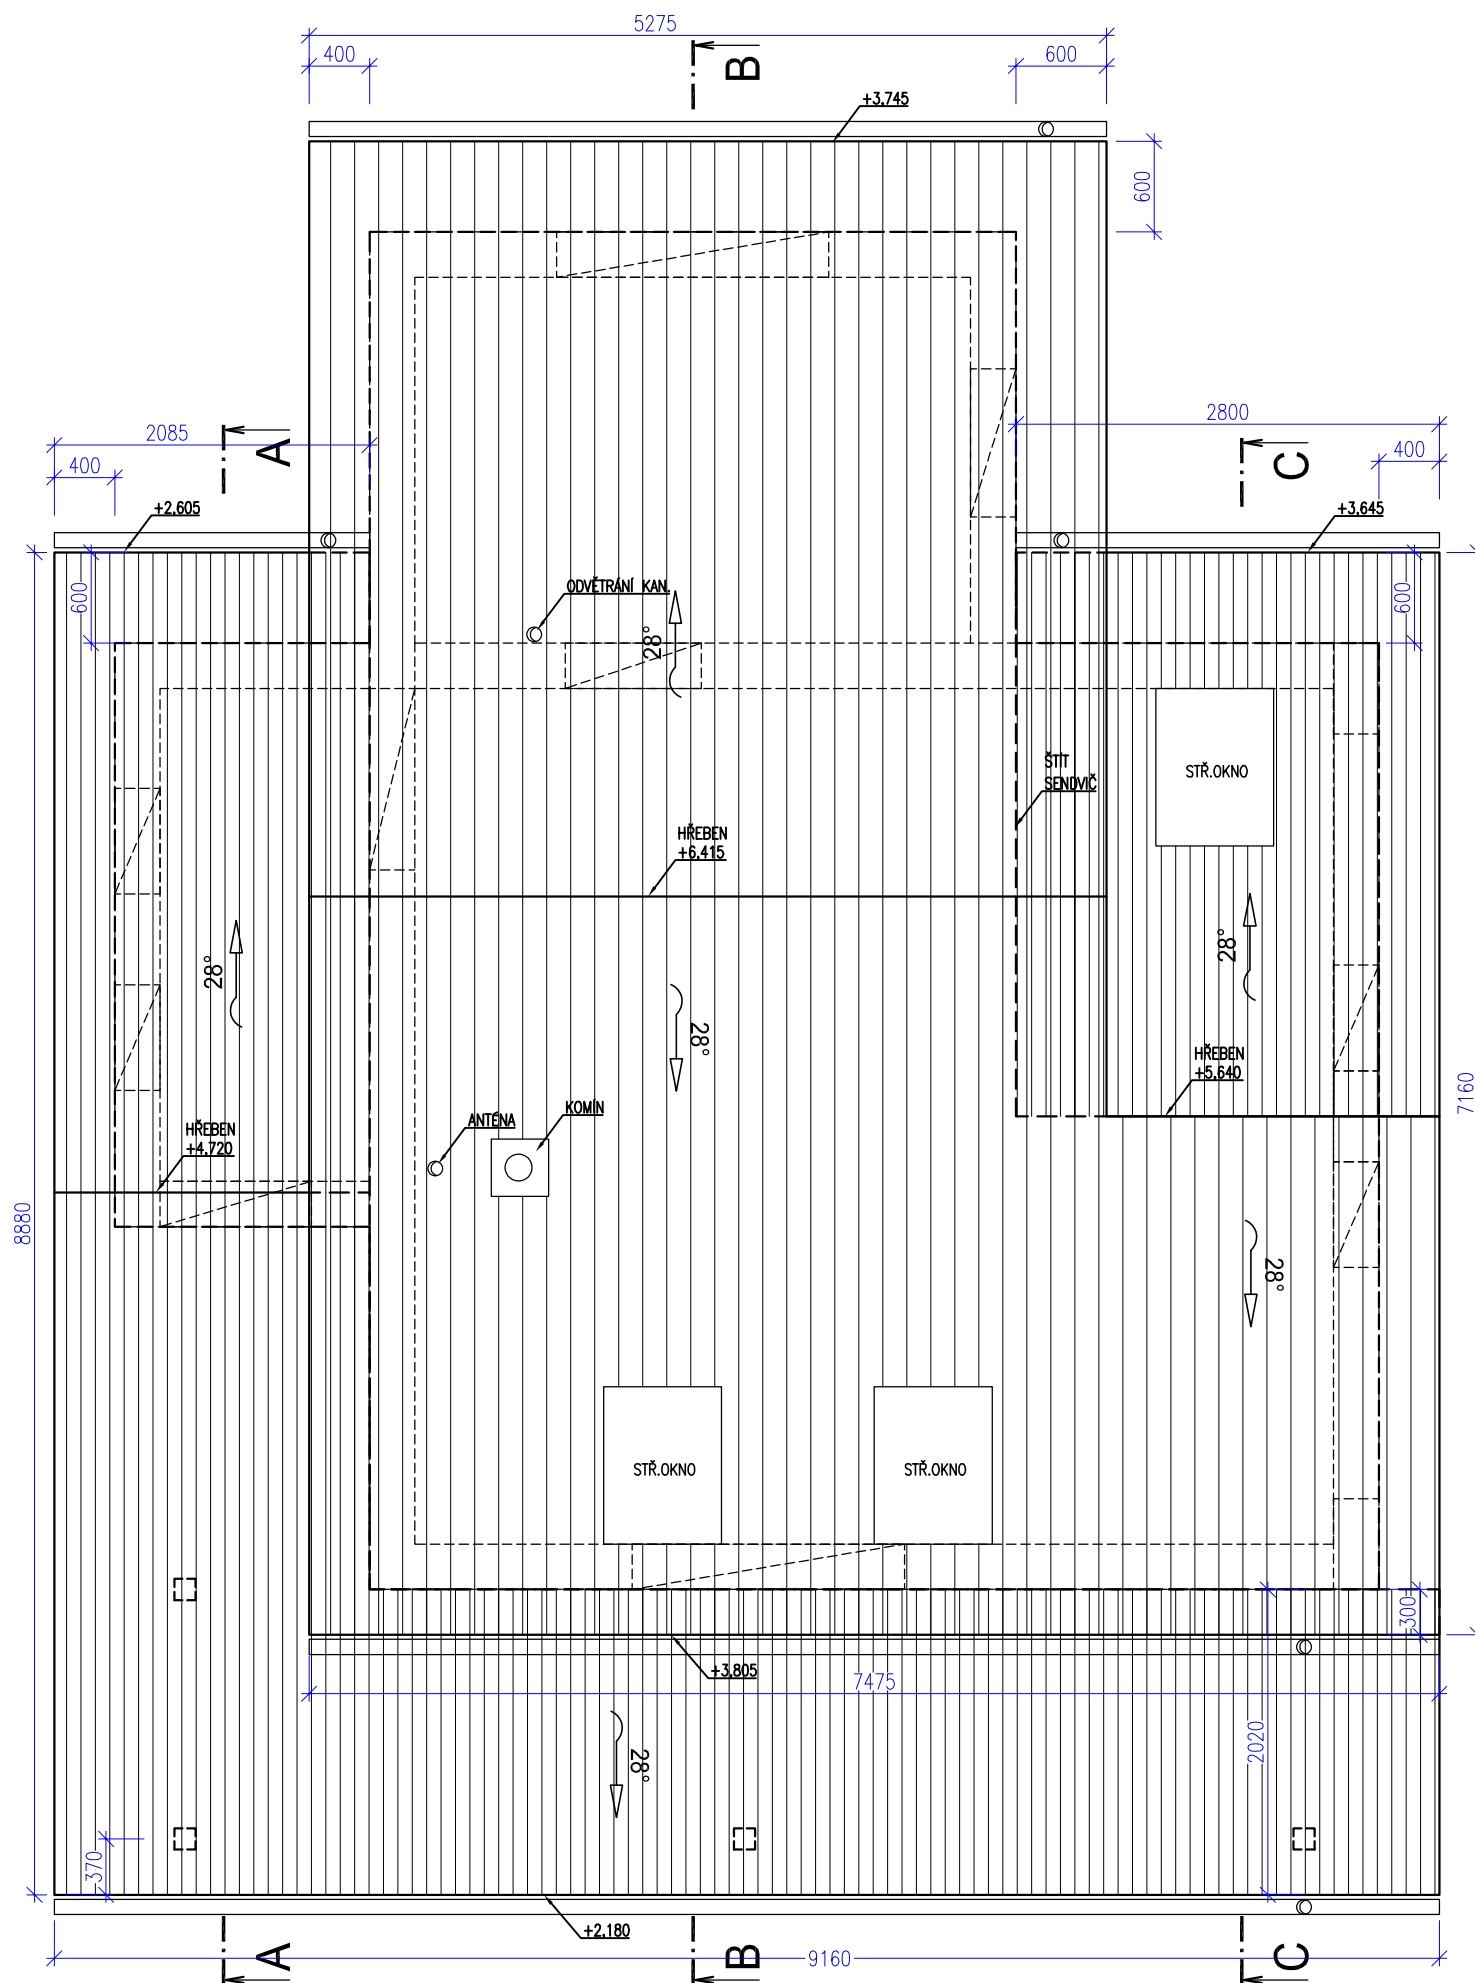 5275
400
600
B
+3,745
600
2085
2800
A
400
C
400
+2,605
+3,645
600
ODVĚTRÁNÍ KAN.
600
28°
ŠTÍT
SENDVIČ
STŘ.OKNO
HŘEBEN
+6,415
28°
28°
28°
HŘEBEN
+5,640
7160
KOMÍN
ANTÉNA
HŘEBEN
+4,720
8880
28°
STŘ.OKNO
STŘ.OKNO
300
+3,805
7475
2020
28°
370
+2,180
A
B
9160
C